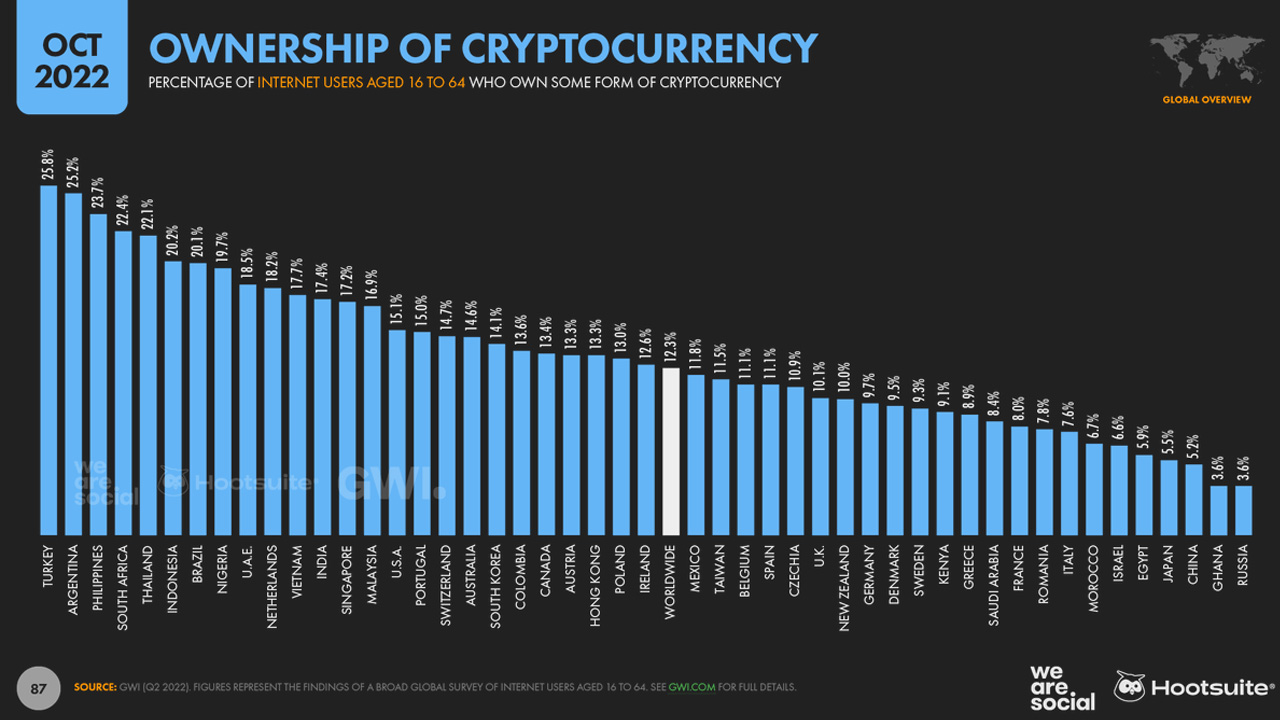 OCT
2022
OWNERSHIP OF CRYPTOCURRENCY
PERCENTAGE OF INTERNET USERS AGED 16 TO 64 WHO OWN SOME FORM OF CRYPTOCURRENCY
GLOBAL OVERVIEW
25.8%
25.2%
23.7%
22.4%
22.1%
20.2%
20.1%
19.7%
18.5%
18.2%
17.7%
17.4%
17.2%
16.9%
15.1%
15.0%
14.7%
14.6%
14.1%
13.6%
13.4%
13.3%
13.3%
13.0%
12.6%
12.3%
11.8%
11.5%
11.1%
11.1%
10.9%
10.1%
10.0%
9.7%
9.5%
9.3%
9.1%
8.9%
8.4%
8.0%
7.8%
7.6%
6.7%
6.6%
5.9%
5.5%
5.2%
3.6%
3.6%
we
are
social
Hootsuite®
GWI.
TURKEY
ARGENTINA
PHILIPPINES
SOUTH AFRICA
THAILAND
INDONESIA
BRAZIL
NIGERIA
U.A.E.
NETHERLANDS
VIETNAM
INDIA
SINGAPORE
MALAYSIA
U.S.A.
PORTUGAL
SWITZERLAND
AUSTRALIA
SOUTH KOREA
COLOMBIA
CANADA
AUSTRIA
HONG KONG
POLAND
IRELAND
WORLDWIDE
MEXICO
TAIWAN
BELGIUM
SPAIN
CZECHIA
U.K.
NEW ZEALAND
GERMANY
DENMARK
SWEDEN
KENYA
GREECE
SAUDI ARABIA
FRANCE
ROMANIA
ITALY
MOROCCO
ISRAEL
EGYPT
JAPAN
CHINA
GHANA
RUSSIA
87
SOURCE: GWI (Q2 2022). FIGURES REPRESENT THE FINDINGS OF A BROAD GLOBAL SURVEY OF INTERNET USERS AGED 16 TO 64. SEE GWI.COM FOR FULL DETAILS.
we
are
social
Hootsuite®